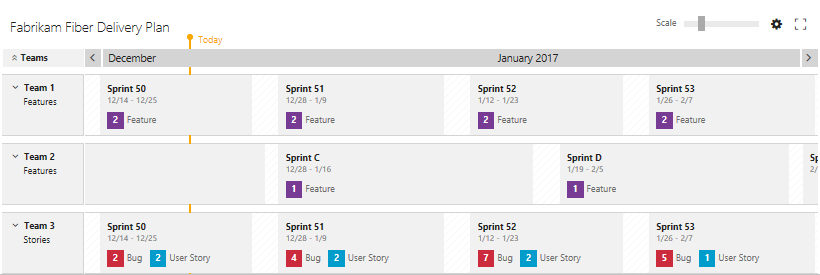 Fabrikam Fiber Delivery Plan
Scale
Today
Teams
December
January 2017
Team 1
Features
Sprint 50
12/14 - 12/25
2 Feature
Sprint 51
12/28 - 1/9
2 Feature
Sprint 52
1/12 - 1/23
2 Feature
Sprint 53
1/26 - 2/7
2 Feature
Team 2
Features
Sprint C
12/28 - 1/16
1 Feature
Sprint D
1/19 - 2/5
1 Feature
Sp
2/
Team 3
Stories
Sprint 50
12/14 - 12/25
2 Bug 2 User Story
Sprint 51
12/28 - 1/9
4 Bug 2 User Story
Sprint 52
1/12 - 1/23
7 Bug 2 User Story
Sprint 53
1/26 - 2/7
5 Bug 1 User Story